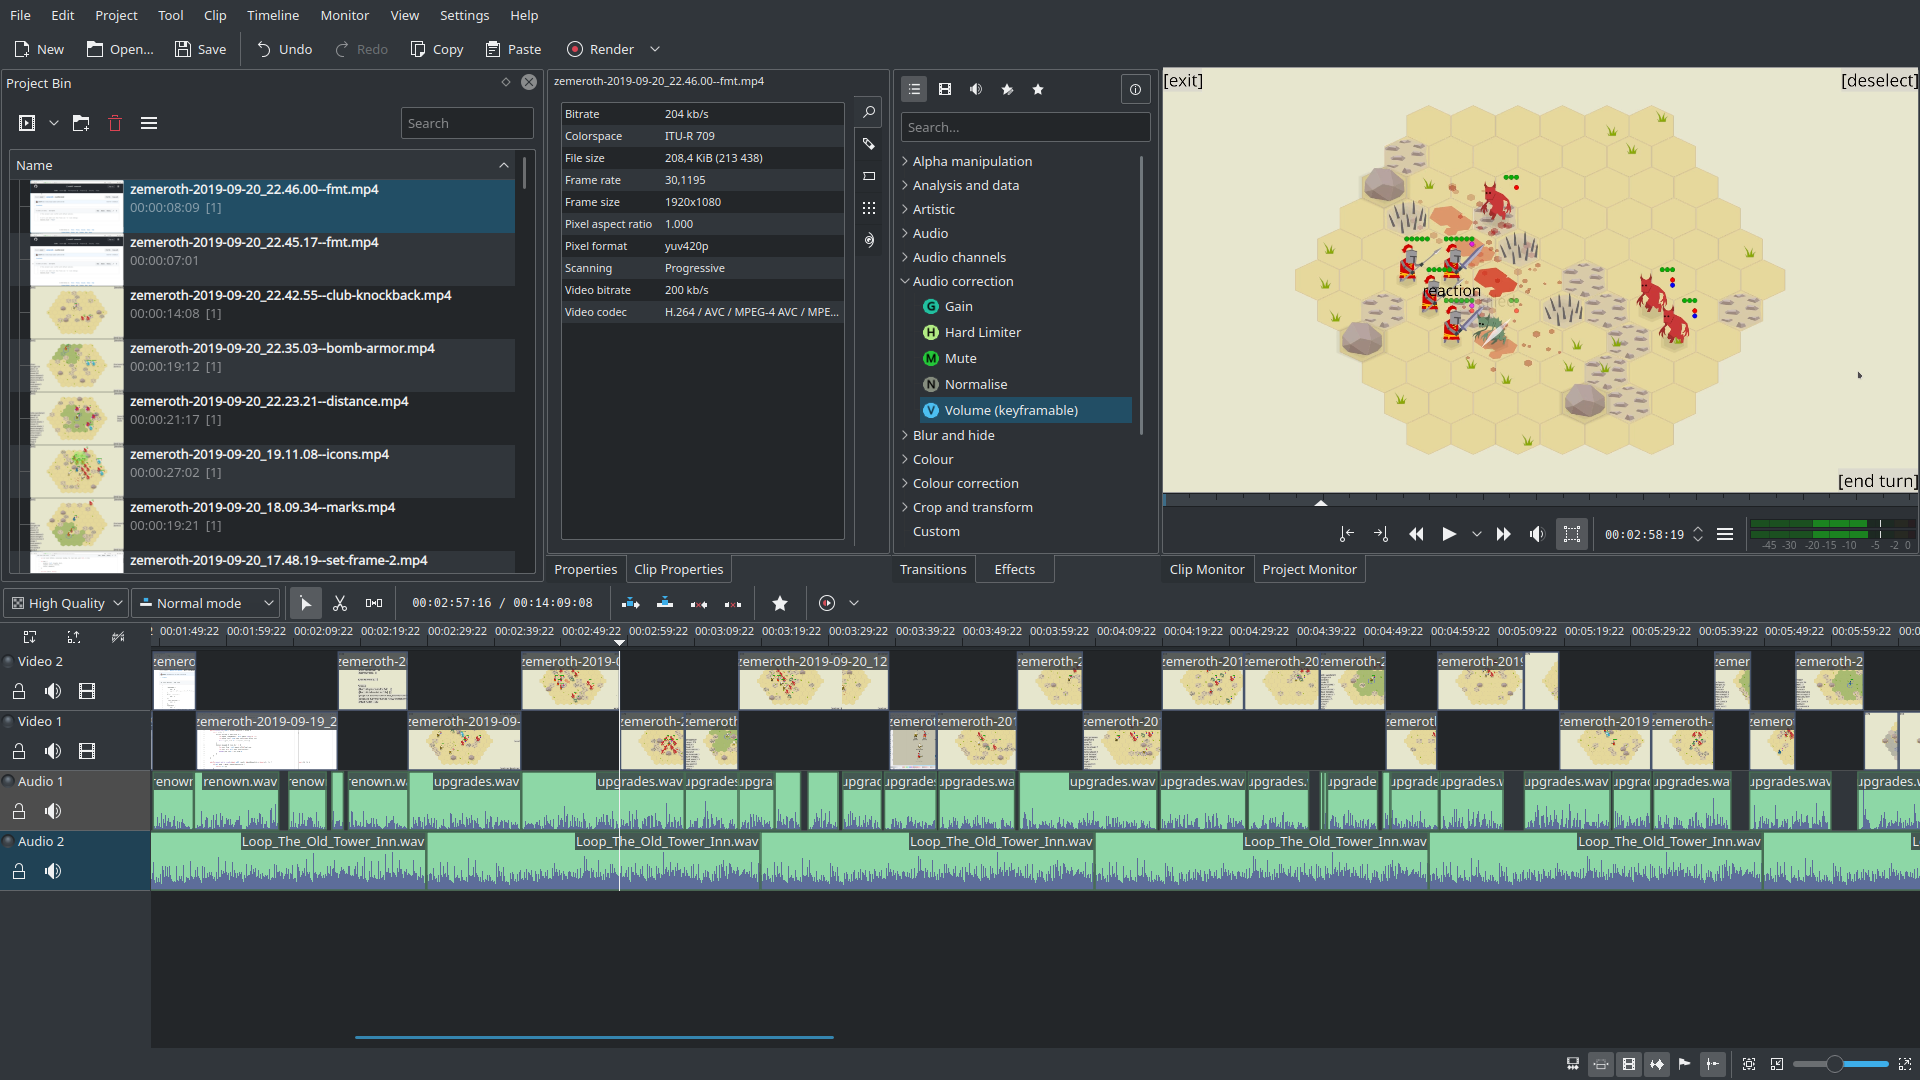 File Edit Project Tool Clip Timeline Monitor View Settings Help
New Open... Save Undo Redo Copy Paste Render
Project Bin
Search
Name
zemeroth-2019-09-20_22.46.00--fmt.mp4
00:00:08:09 [1]
zemeroth-2019-09-20_22.45.17--fmt.mp4
00:00:07:01
zemeroth-2019-09-20_22.42.55--club-knockback.mp4
00:00:14:08 [1]
zemeroth-2019-09-20_22.35.03--bomb-armor.mp4
00:00:19:12 [1]
zemeroth-2019-09-20_22.23.21--distance.mp4
00:00:21:17 [1]
zemeroth-2019-09-20_19.11.08--icons.mp4
00:00:27:02 [1]
zemeroth-2019-09-20_18.09.34--marks.mp4
00:00:19:21 [1]
zemeroth-2019-09-20_17.48.19--set-frame-2.mp4
zemeroth-2019-09-20_22.46.00--fmt.mp4
Bitrate 204 kb/s
Colorspace ITU-R 709
File size 208,4 KiB (213 438)
Frame rate 30,1195
Frame size 1920x1080
Pixel aspect ratio 1.000
Pixel format yuv420p
Scanning Progressive
Video bitrate 200 kb/s
Video codec H.264 / AVC / MPEG-4 AVC / MPE...
Properties Clip Properties
Search...
Alpha manipulation
Analysis and data
Artistic
Audio
Audio channels
Audio correction
G Gain
H Hard Limiter
M Mute
N Normalise
V Volume (keyframable)
Blur and hide
Colour
Colour correction
Crop and transform
Custom
Transitions Effects
[exit] [deselect]
reaction
[end turn]
00:02:58:19
-45 -30 -20 -15 -10 -5 -2 0
Clip Monitor Project Monitor
High Quality Normal mode 00:02:57:16 / 00:14:09:08
00:01:49:22 00:01:59:22 00:02:09:22 00:02:19:22 00:02:29:22 00:02:39:22 00:02:49:22 00:02:59:22 00:03:09:22 00:03:19:22 00:03:29:22 00:03:39:22 00:03:49:22 00:03:59:22 00:04:09:22 00:04:19:22 00:04:29:22 00:04:39:22 00:04:49:22 00:04:59:22 00:05:09:22 00:05:19:22 00:05:29:22 00:05:39:22 00:05:49:22 00:05:59:22 00:0
Video 2 zemero zemeroth-2 zemeroth-2019-0 zemeroth-2019-09-20_12 zemeroth-2 zemeroth-201 zemeroth-20 zemeroth-2 zemeroth-2019 zemer zemeroth-2
Video 1 zemeroth-2019-09-19_2 zemeroth-2019-09- zemeroth-2 zemeroth zemerot zemeroth-201 zemeroth-20 zemerot zemeroth-2019 zemeroth- zemero
Audio 1 renown renown.wav renow renown.w upgrades.wav upgrades.wav upgrades upgra upgrad upgrades upgrades.wa upgrades.wav upgrades.wav upgrades. upgrade upgrade upgrades.w upgrades.wav upgrad upgrades.wa upgrades.wav upgrades.w
Audio 2 Loop_The_Old_Tower_Inn.wav Loop_The_Old_Tower_Inn.wav Loop_The_Old_Tower_Inn.wav Loop_The_Old_Tower_Inn.wav Loop_The_Old_Tower_Inn.wav L